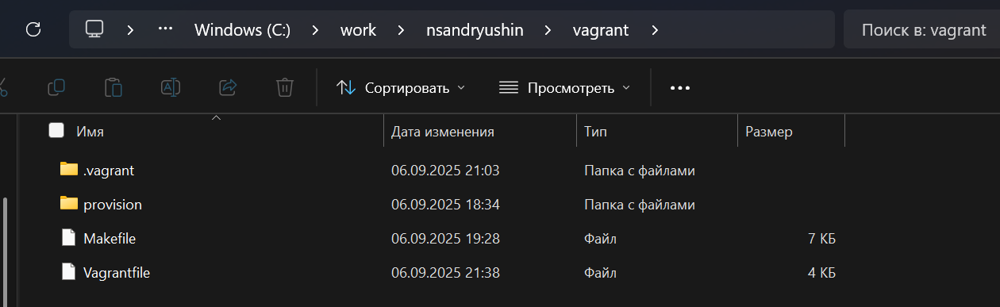 Windows (C:) work nsandryushin vagrant Поиск в: vagrant
Сортировать Просмотреть
Имя Дата изменения Тип Размер
.vagrant 06.09.2025 21:03 Папка с файлами
provision 06.09.2025 18:34 Папка с файлами
Makefile 06.09.2025 19:28 Файл 7 КБ
Vagrantfile 06.09.2025 21:38 Файл 4 КБ